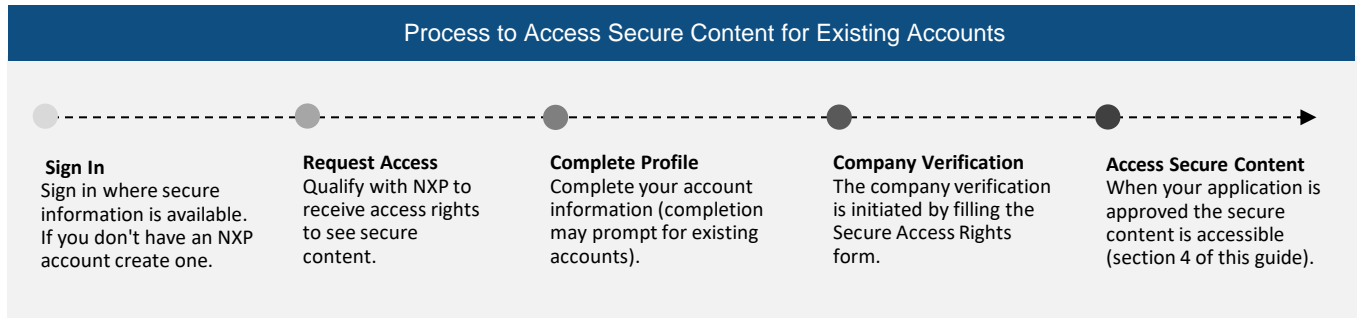 Process to Access Secure Content for Existing Accounts
Sign In
Sign in where secure
information is available.
If you don't have an NXP
account create one.
Request Access
Qualify with NXP to
receive access rights
to see secure
content.
Complete Profile
Complete your account
information (completion
may prompt for existing
accounts).
Company Verification
The company verification
is initiated by filling the
Secure Access Rights
form.
Access Secure Content
When your application is
approved the secure
content is accessible
(section 4 of this guide).